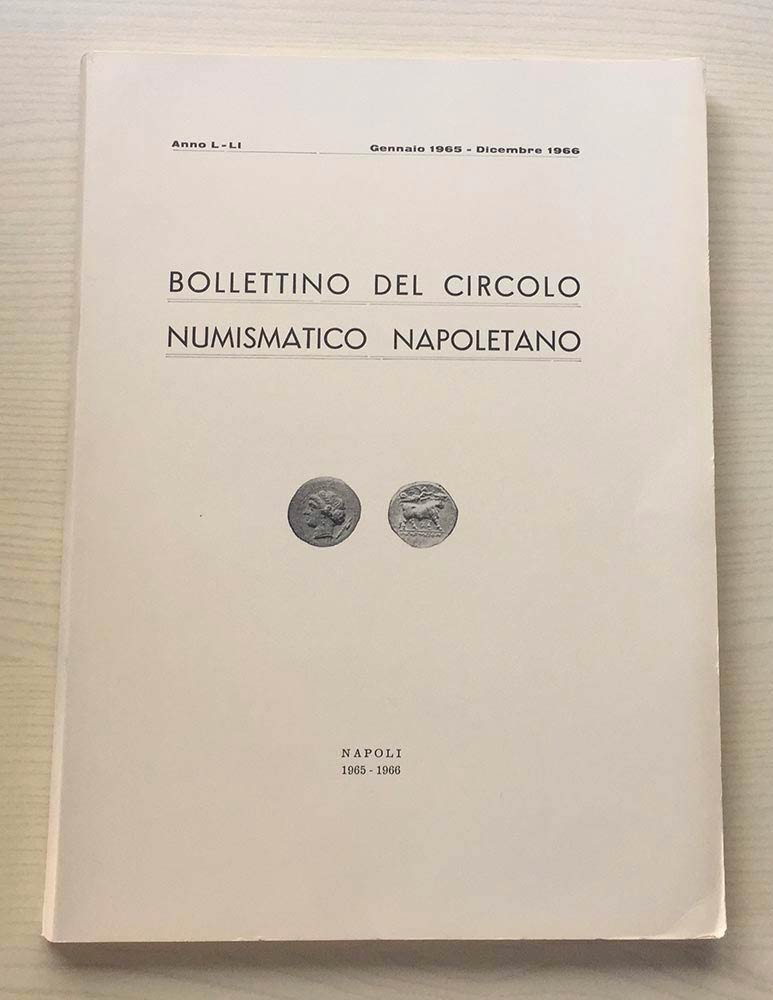 Anno L-LI Gennaio 1965 - Dicembre 1966
BOLLETTINO DEL CIRCOLO
NUMISMATICO NAPOLETANO
NAPOLI
1965 - 1966